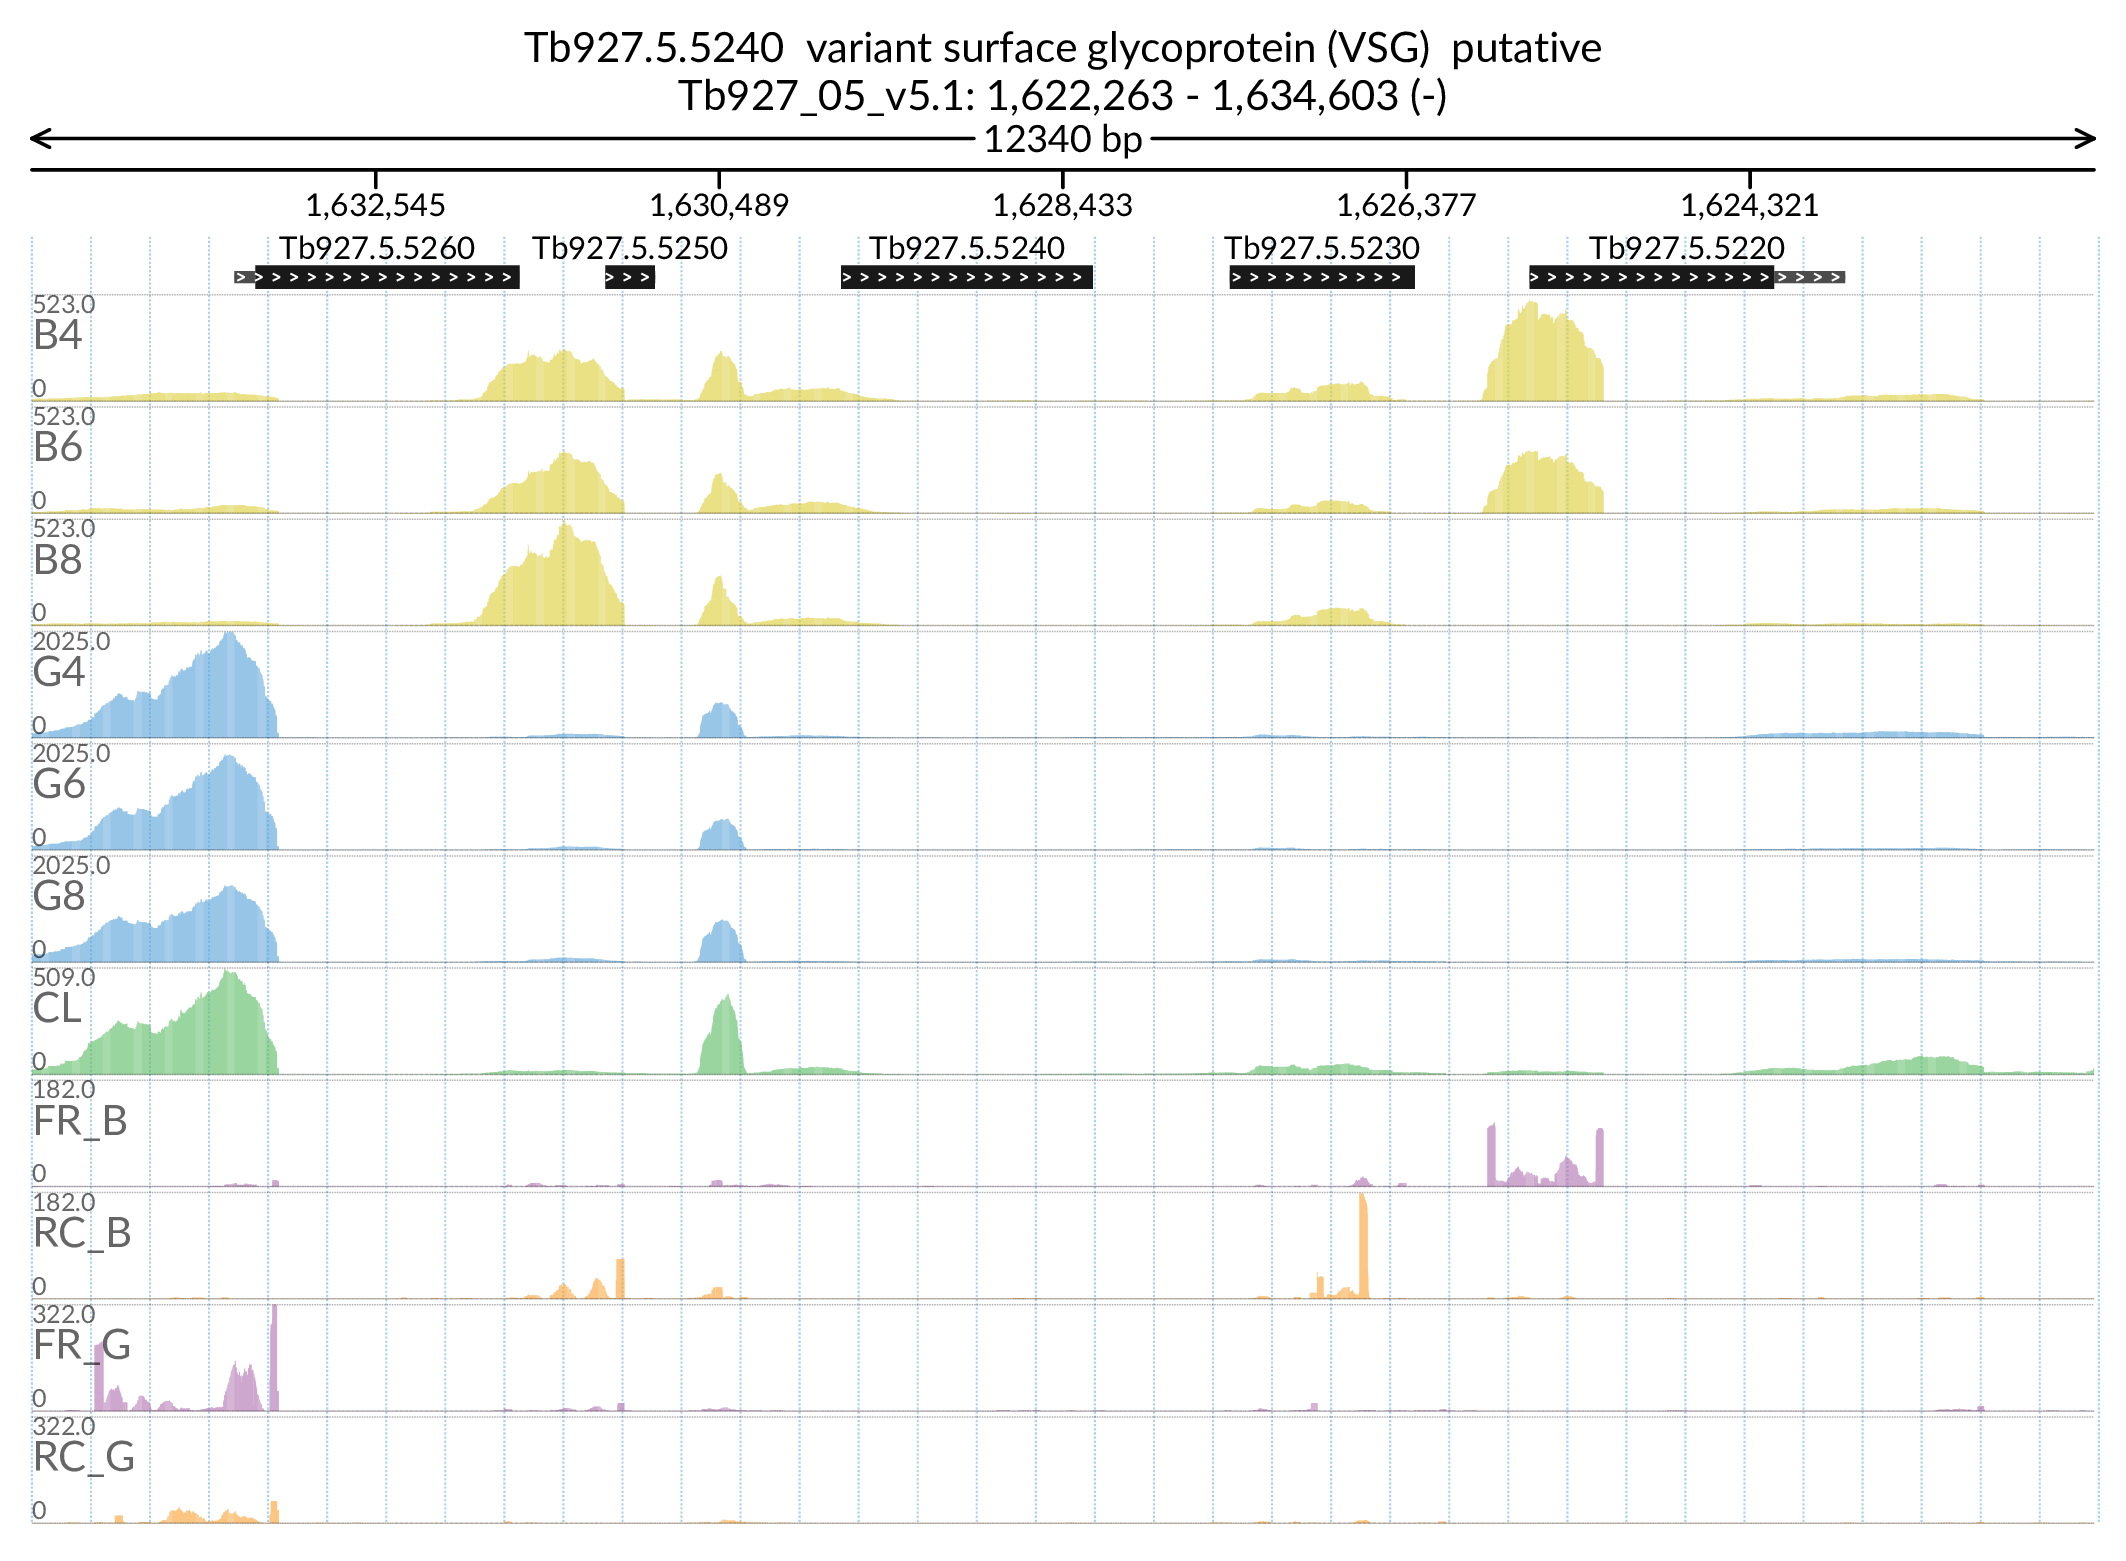 Tb927.5.5240  variant surface glycoprotein (VSG)  putative
Tb927_05_v5.1: 1,622,263 - 1,634,603 (-)
12340 bp
1,632,545 1,630,489 1,628,433 1,626,377 1,624,321
Tb927.5.5260 Tb927.5.5250 Tb927.5.5240 Tb927.5.5230 Tb927.5.5220
523.0
B4
0
523.0
B6
0
523.0
B8
0
2025.0
G4
0
2025.0
G6
0
2025.0
G8
0
509.0
CL
0
182.0
FR_B
0
182.0
RC_B
0
322.0
FR_G
0
322.0
RC_G
0